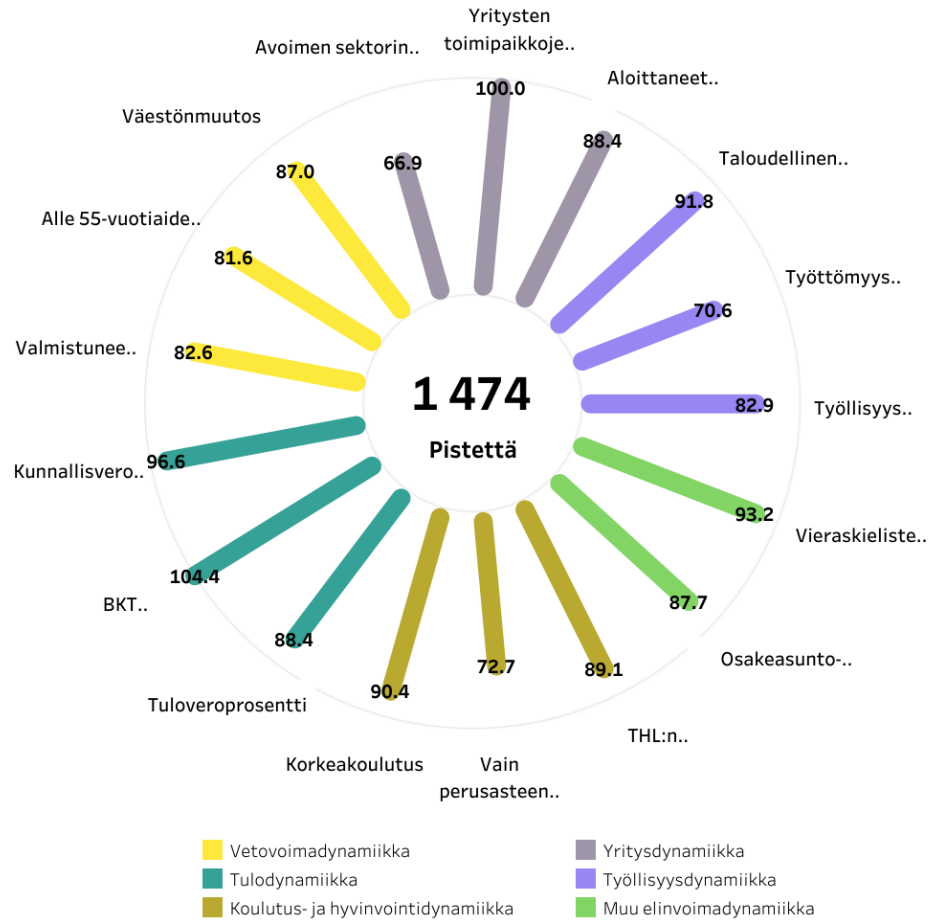 Yritysten
toimipaikkoje..
Avoimen sektorin..
Aloittaneet..
100.0
Väestönmuutos
88.4
66.9
87.0
Taloudellinen..
91.8
Alle 55-vuotiaide..
81.6
Työttömyys..
70.6
Valmistunee..
82.6
1 474
Pistettä
82.9
Työllisyys..
Kunnallisvero..
96.6
93.2
Vieraskieliste..
104.4
BKT..
87.7
88.4
Osakeasunto-..
90.4
72.7
89.1
Tuloveroprosentti
THL:n..
Korkeakoulutus
Vain
perusasteen..
Vetovoimadynamiikka
Tulodynamiikka
Koulutus- ja hyvinvointidynamiikka
Yritysdynamiikka
Työllisyysdynamiikka
Muu elinvoimadynamiikka